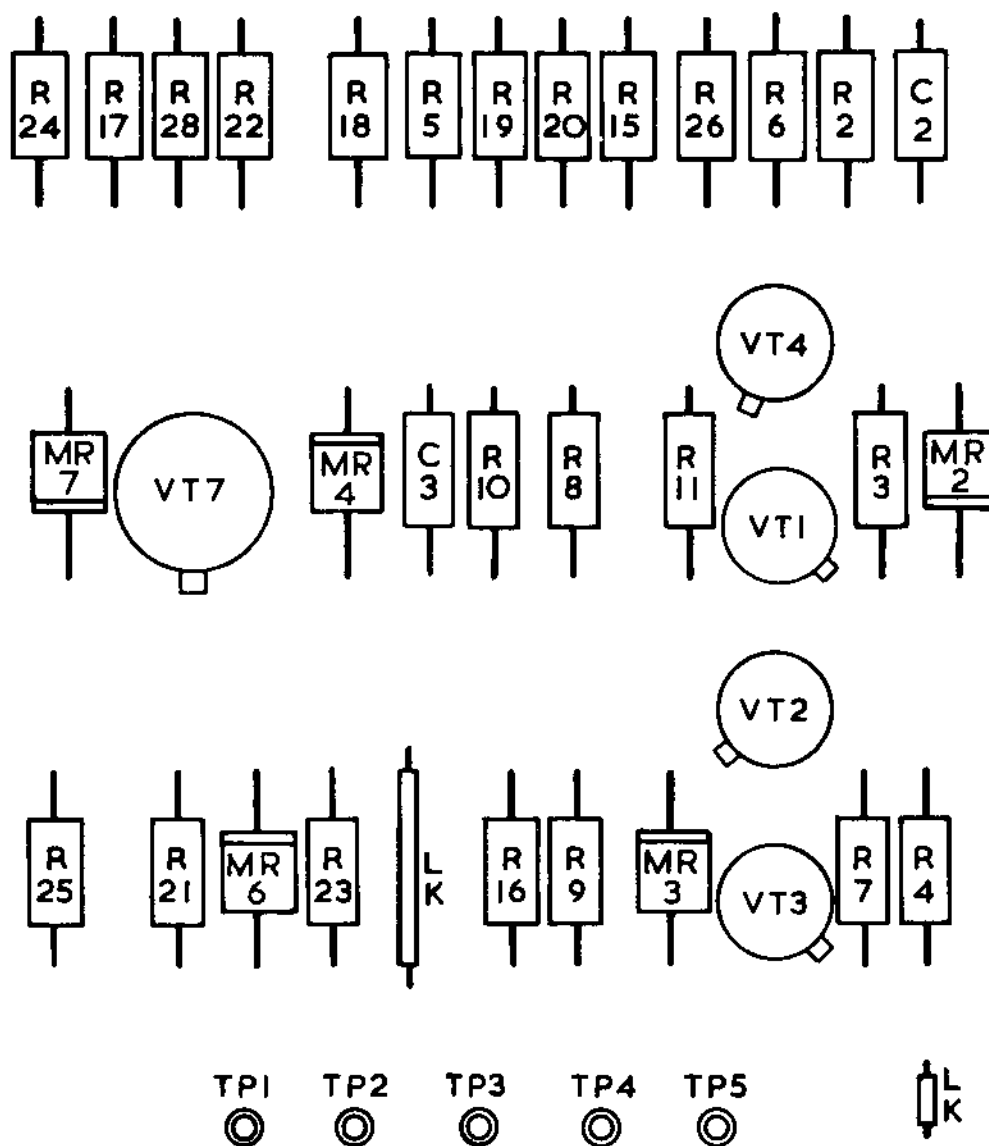 R 24
R 17
R 28
R 22
R 18
R 5
R 19
R 20
R 15
R 26
R 6
R 2
C 2
VT4
MR 7
VT7
MR 4
C 3
R 10
R 8
R 11
VT1
R 3
MR 2
VT2
R 25
R 21
MR 6
R 23
LK
R 16
R 9
MR 3
VT3
R 7
R 4
TP1 TP2 TP3 TP4 TP5
LK